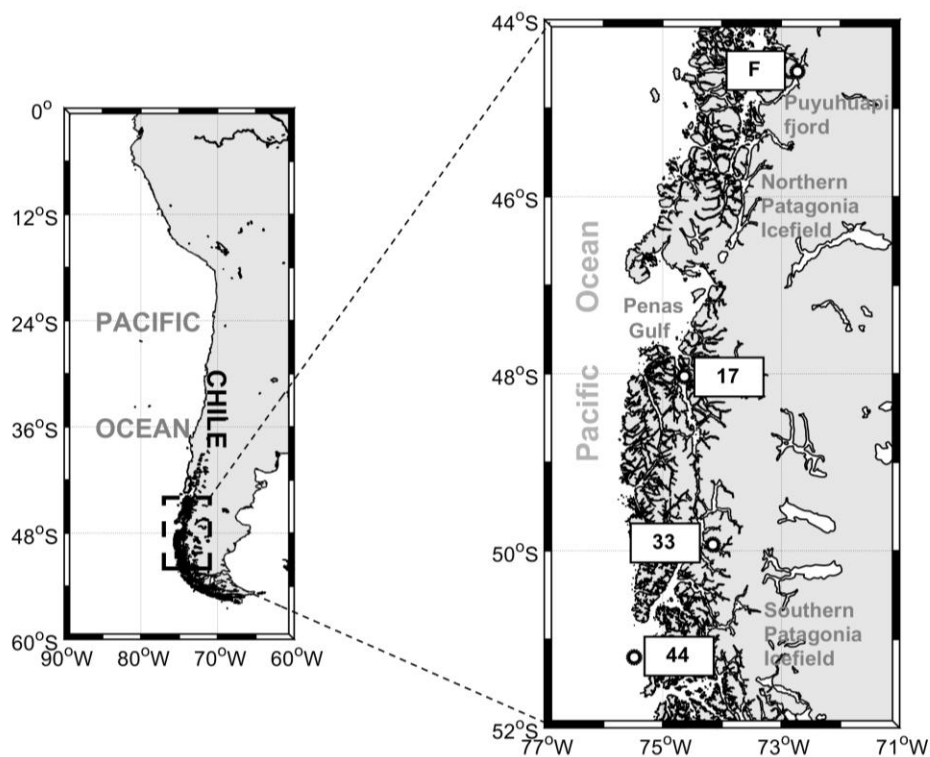 0°
12°S
24°S
36°S
48°S
60°S
90°W
80°W
70°W
60°W
PACIFIC
OCEAN
CHILE
44°S
46°S
48°S
50°S
52°S
77°W
75°W
73°W
71°W
F
Puyuhuapi
fjord
Northern
Patagonia
Icefield
Pacific Ocean
Penas
Gulf
17
33
44
Southern
Patagonia
Icefield